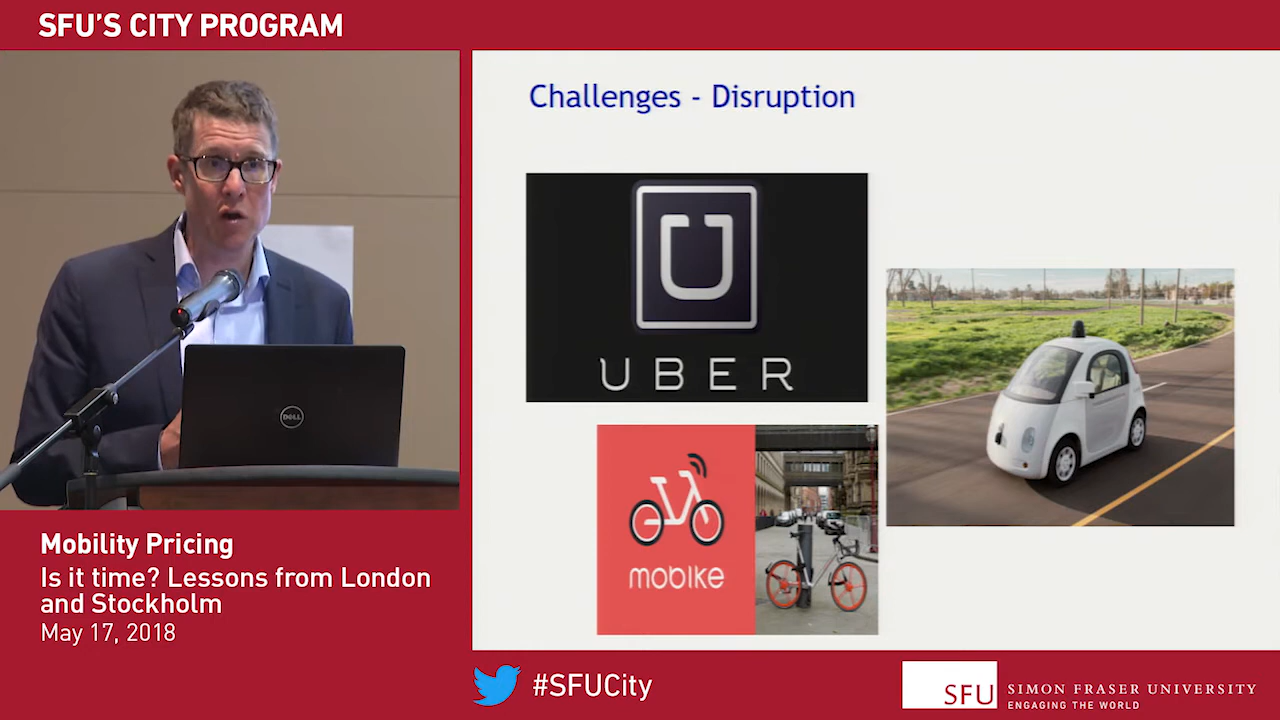 SFU'S CITY PROGRAM
Challenges - Disruption
UBER
mobike
DELL
Mobility Pricing
Is it time? Lessons from London
and Stockholm
May 17, 2018
#SFUCity
SFU
SIMON FRASER UNIVERSITY
ENGAGING THE WORLD